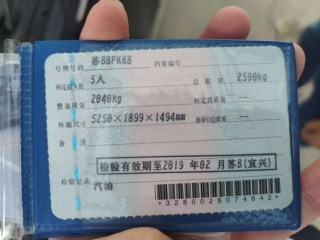 号牌号码 苏BBFK68 档案编号
核定载人数 5人 总质量 2590kg
整备质量 2040kg 核定载质量 --
外廓尺寸 5250×1899×1494mm 准牵引总质量 --
备注
检验有效期至2019年02月苏B(宜兴)
检验记录 汽油
3280028074642